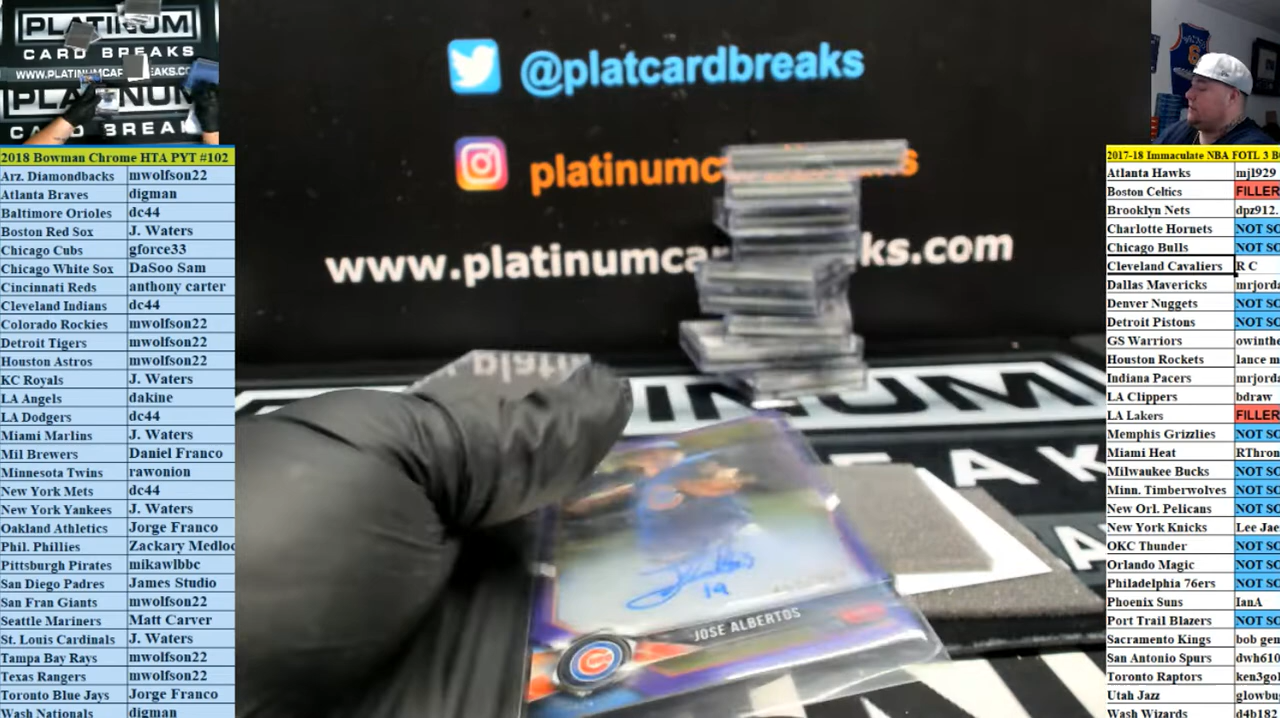 PLATINUM
CARD BREAKS
WWW.PLATINUMCAR
CARD BREAK
2018 Bowman Chrome HTA PYT #102
Arz. Diamondbacks mwolfson22
Atlanta Braves digman
Baltimore Orioles dc44
Boston Red Sox J. Waters
Chicago Cubs gforce33
Chicago White Sox DaSoo Sam
Cincinnati Reds anthony carter
Cleveland Indians dc44
Colorado Rockies mwolfson22
Detroit Tigers mwolfson22
Houston Astros mwolfson22
KC Royals J. Waters
LA Angels dakine
LA Dodgers dc44
Miami Marlins J. Waters
Mil Brewers Daniel Franco
Minnesota Twins rawonion
New York Mets dc44
New York Yankees J. Waters
Oakland Athletics Jorge Franco
Phil. Phillies Zackary Medloc
Pittsburgh Pirates mikawlbbc
San Diego Padres James Studio
San Fran Giants mwolfson22
Seattle Mariners Matt Carver
St. Louis Cardinals J. Waters
Tampa Bay Rays mwolfson22
Texas Rangers mwolfson22
Toronto Blue Jays Jorge Franco
Wash Nationals digman
@platcardbreaks
platinumc s
www.platinumcar ks.com
INUM
EAK
JOSE ALBERTOS
19
2017-18 Immaculate NBA FOTL 3 B
Atlanta Hawks mj1929
Boston Celtics FILLER
Brooklyn Nets dpz912.
Charlotte Hornets NOT SO
Chicago Bulls NOT SO
Cleveland Cavaliers R C
Dallas Mavericks mrjorda
Denver Nuggets NOT SO
Detroit Pistons NOT SO
GS Warriors owinthe
Houston Rockets lance m
Indiana Pacers mrjorda
LA Clippers bdraw
LA Lakers FILLER
Memphis Grizzlies NOT SO
Miami Heat RThron
Milwaukee Bucks NOT SO
Minn. Timberwolves NOT SO
New Orl. Pelicans NOT SO
New York Knicks Lee Jae
OKC Thunder NOT SO
Orlando Magic NOT SO
Philadelphia 76ers NOT SO
Phoenix Suns IanA
Port Trail Blazers NOT SO
Sacramento Kings bob gen
San Antonio Spurs dwh610
Toronto Raptors ken3gol
Utah Jazz glowbug
Wash Wizards d4b182